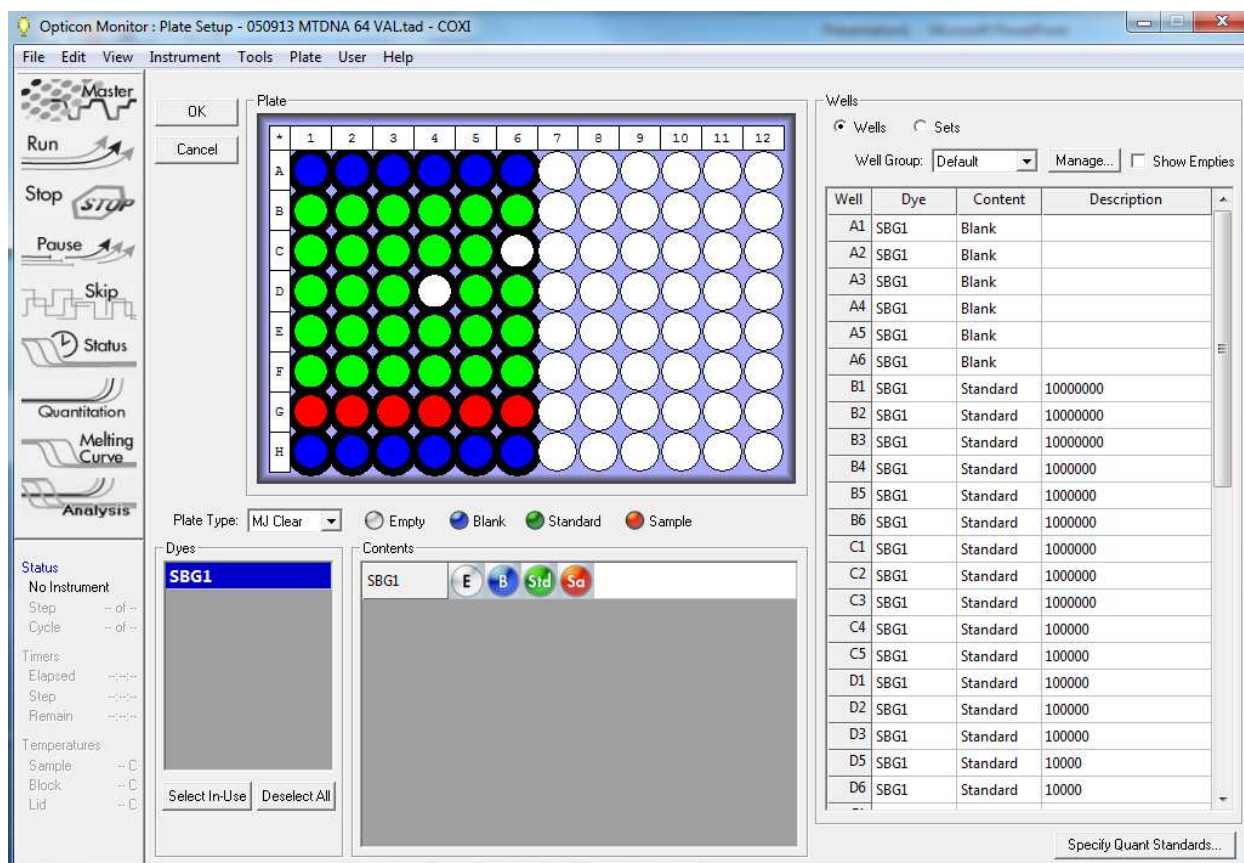 Opticon Monitor : Plate Setup - 050913 MTDNA 64 VAL.tad - COXI
File Edit View Instrument Tools Plate User Help
Master
Run
Stop STOP
Pause
Skip
Status
Quantitation
Melting
Curve
Analysis
Status
No Instrument
Step -- of --
Cycle -- of --
Timers
Elapsed --:--:--
Step --:--:--
Remain --:--:--
Temperatures
Sample -- C
Block -- C
Lid -- C
OK
Cancel
Plate
* 1 2 3 4 5 6 7 8 9 10 11 12
A
B
C
D
E
F
G
H
Plate Type: MJ Clear Empty Blank Standard Sample
Dyes
SBG1
Select In-Use Deselect All
Contents
SBG1 E B Std Sa
Wells
Wells Sets
Well Group: Default Manage... Show Empties
Well Dye Content Description
A1 SBG1 Blank
A2 SBG1 Blank
A3 SBG1 Blank
A4 SBG1 Blank
A5 SBG1 Blank
A6 SBG1 Blank
B1 SBG1 Standard 10000000
B2 SBG1 Standard 10000000
B3 SBG1 Standard 10000000
B4 SBG1 Standard 1000000
B5 SBG1 Standard 1000000
B6 SBG1 Standard 1000000
C1 SBG1 Standard 1000000
C2 SBG1 Standard 1000000
C3 SBG1 Standard 1000000
C4 SBG1 Standard 100000
C5 SBG1 Standard 100000
D1 SBG1 Standard 100000
D2 SBG1 Standard 100000
D3 SBG1 Standard 100000
D5 SBG1 Standard 10000
D6 SBG1 Standard 10000
Specify Quant Standards...